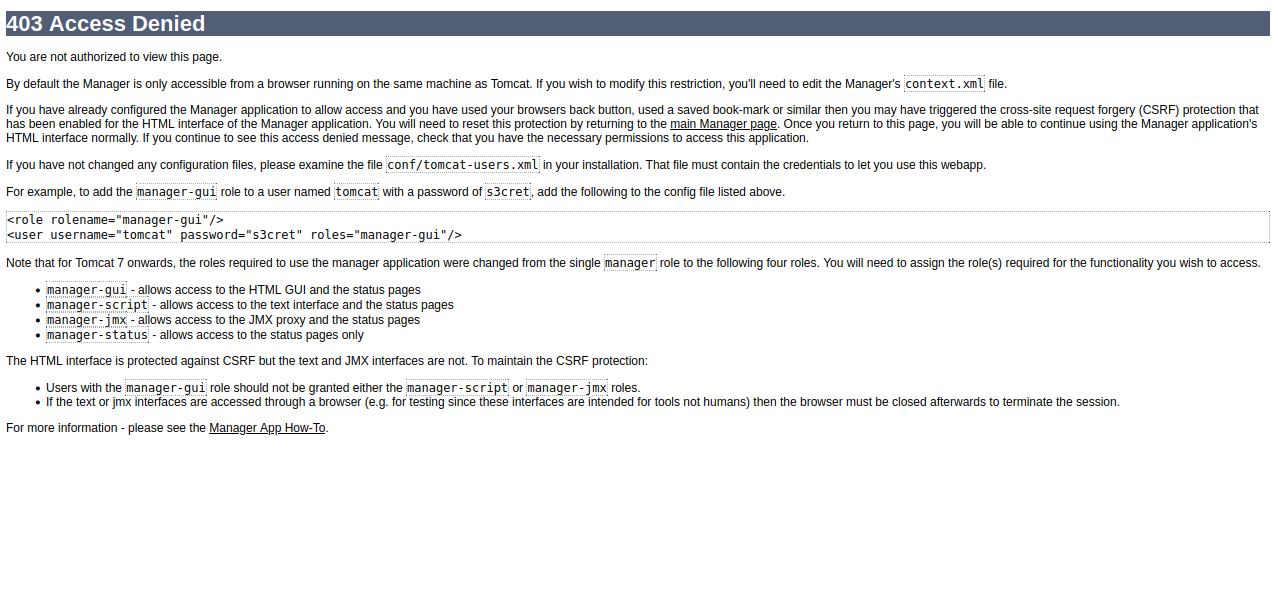 403 Access Denied
You are not authorized to view this page.
By default the Manager is only accessible from a browser running on the same machine as Tomcat. If you wish to modify this restriction, you'll need to edit the Manager's context.xml file.
If you have already configured the Manager application to allow access and you have used your browsers back button, used a saved book-mark or similar then you may have triggered the cross-site request forgery (CSRF) protection that
has been enabled for the HTML interface of the Manager application. You will need to reset this protection by returning to the main Manager page. Once you return to this page, you will be able to continue using the Manager application's
HTML interface normally. If you continue to see this access denied message, check that you have the necessary permissions to access this application.
If you have not changed any configuration files, please examine the file conf/tomcat-users.xml in your installation. That file must contain the credentials to let you use this webapp.
For example, to add the manager-gui role to a user named tomcat with a password of s3cret, add the following to the config file listed above.
<role rolename="manager-gui"/>
<user username="tomcat" password="s3cret" roles="manager-gui"/>
Note that for Tomcat 7 onwards, the roles required to use the manager application were changed from the single manager role to the following four roles. You will need to assign the role(s) required for the functionality you wish to access.
• manager-gui - allows access to the HTML GUI and the status pages
• manager-script - allows access to the text interface and the status pages
• manager-jmx - allows access to the JMX proxy and the status pages
• manager-status - allows access to the status pages only
The HTML interface is protected against CSRF but the text and JMX interfaces are not. To maintain the CSRF protection:
• Users with the manager-gui role should not be granted either the manager-script or manager-jmx roles.
• If the text or jmx interfaces are accessed through a browser (e.g. for testing since these interfaces are intended for tools not humans) then the browser must be closed afterwards to terminate the session.
For more information - please see the Manager App How-To.